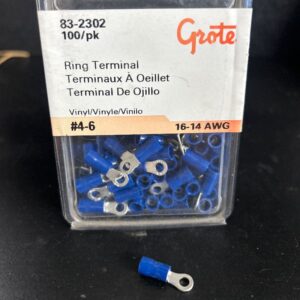 83-2302
100/pk
Grote
Ring Terminal
Terminaux À Oeillet
Terminal De Ojillo
Vinyl/Vinyle/Vinilo
#4-6
16-14 AWG